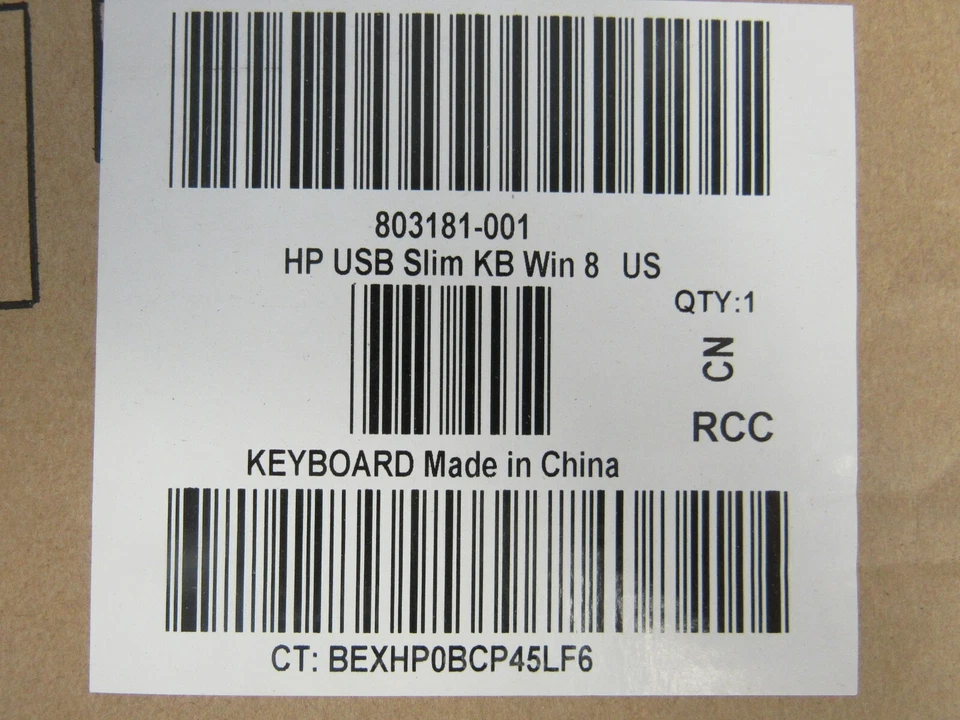 803181-001
HP USB Slim KB Win 8 US
QTY:1
CN
RCC
KEYBOARD Made in China
CT: BEXHP0BCP45LF6